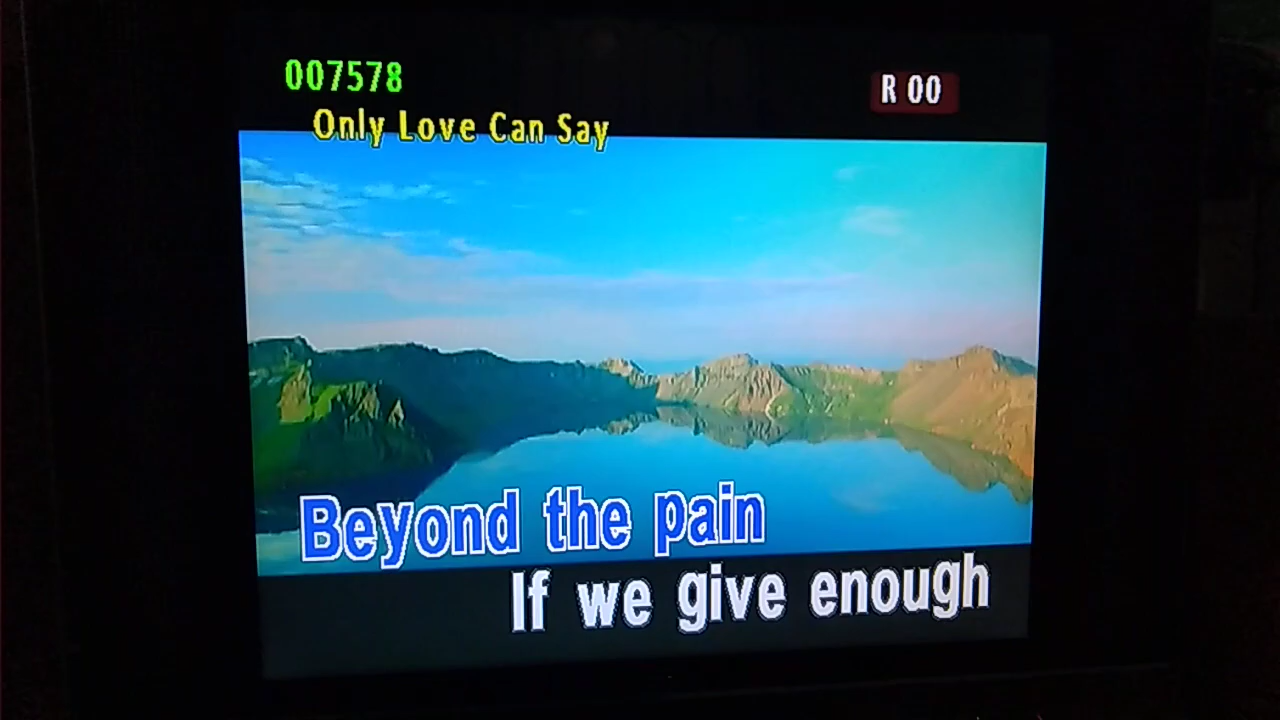 007578
R 00
Only Love Can Say
Beyond the pain
If we give enough